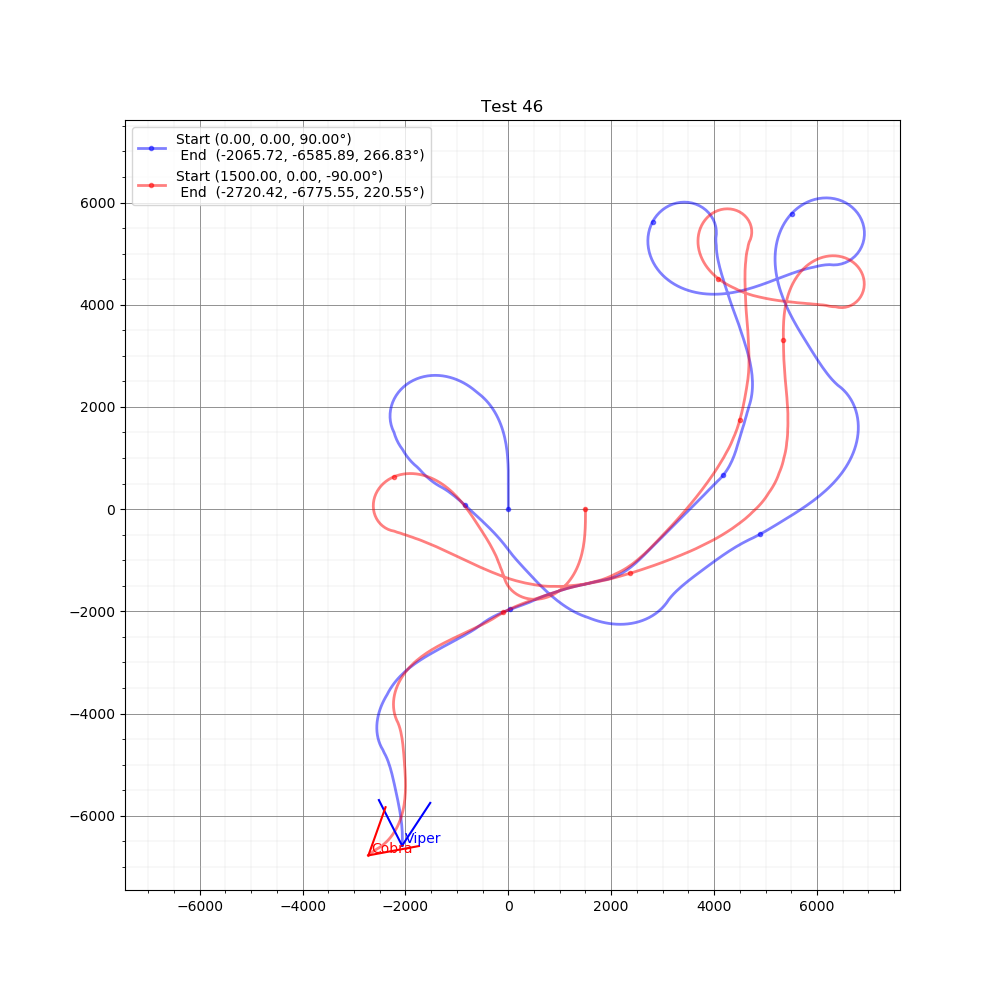 Test 46
Start (0.00, 0.00, 90.00°)
End  (-2065.72, -6585.89, 266.83°)
Start (1500.00, 0.00, -90.00°)
End  (-2720.42, -6775.55, 220.55°)
6000
4000
2000
0
−2000
−4000
−6000
Viper
Cobra
−6000 −4000 −2000 0 2000 4000 6000